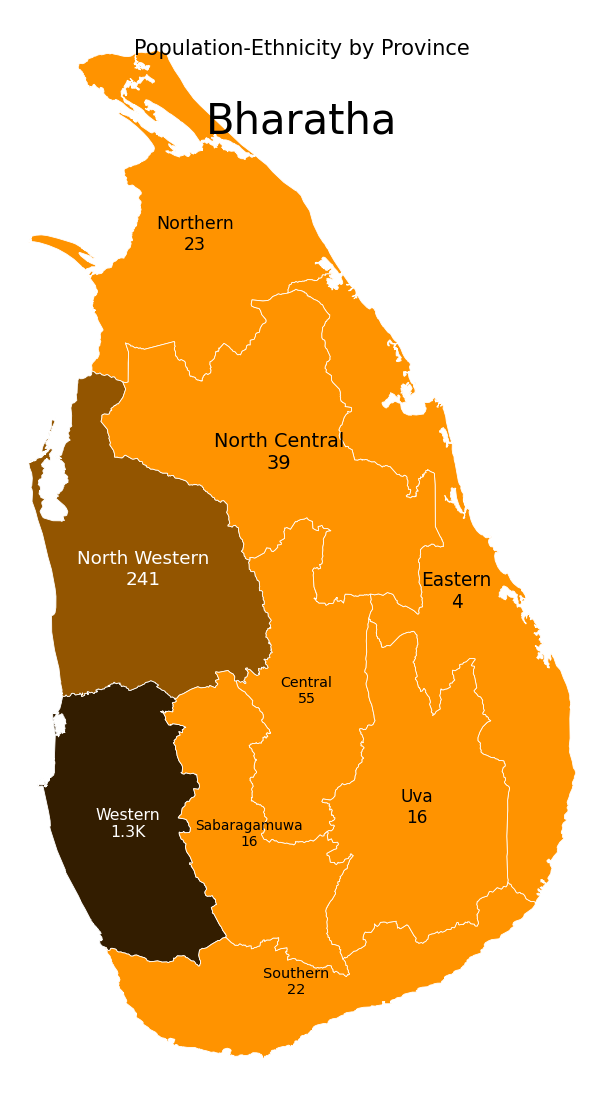 Population-Ethnicity by Province
Bharatha
Northern
23
North Central
39
North Western
241
Eastern
4
Central
55
Uva
16
Western
1.3K
Sabaragamuwa
16
Southern
22